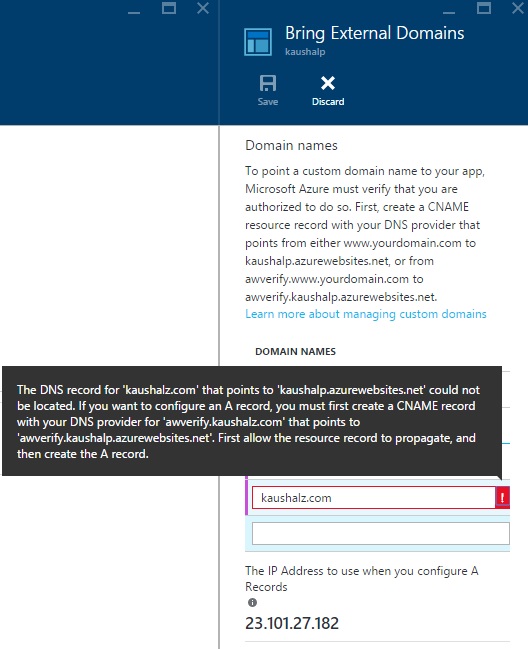 Bring External Domains
kaushalp
Save
Discard
Domain names
To point a custom domain name to your app,
Microsoft Azure must verify that you are
authorized to do so. First, create a CNAME
resource record with your DNS provider that
points from either www.yourdomain.com to
kaushalp.azurewebsites.net, or from
awverify.www.yourdomain.com to
awverify.kaushalp.azurewebsites.net.
Learn more about managing custom domains
DOMAIN NAMES
The DNS record for 'kaushalz.com' that points to 'kaushalp.azurewebsites.net' could not
be located. If you want to configure an A record, you must first create a CNAME record
with your DNS provider for 'awverify.kaushalz.com' that points to
'awverify.kaushalp.azurewebsites.net'. First allow the resource record to propagate, and
then create the A record.
kaushalz.com
The IP Address to use when you configure A
Records
23.101.27.182